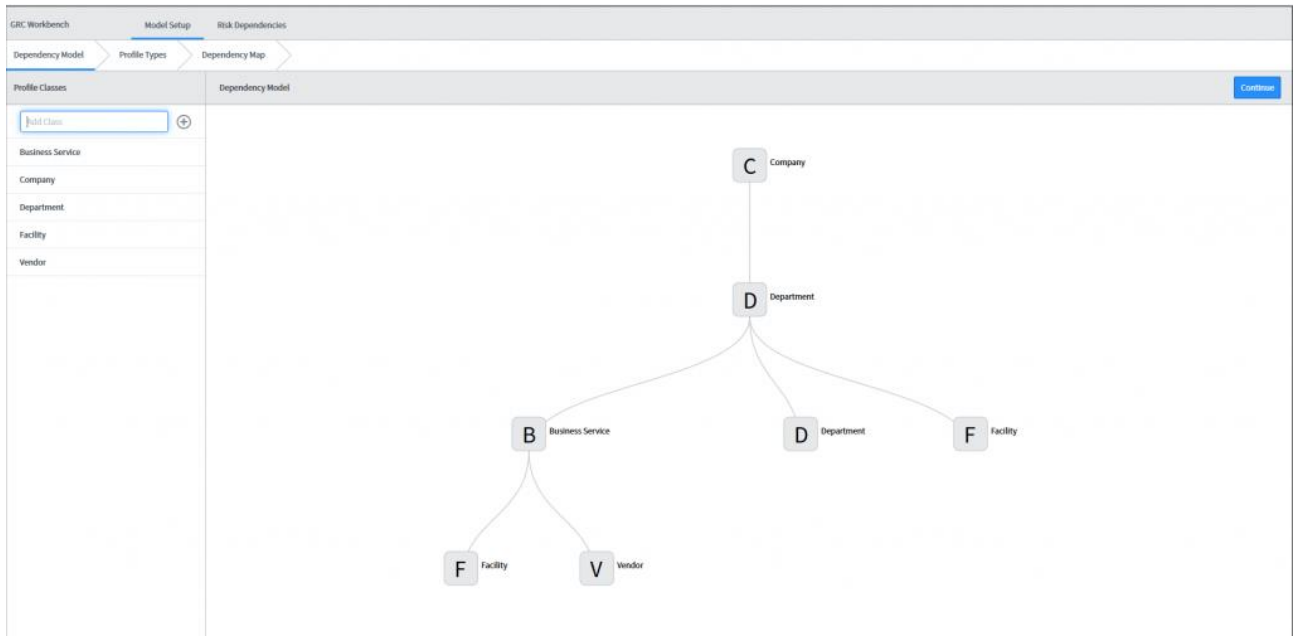 GRC Workbench Model Setup Risk Dependencies
Dependency Model Profile Types Dependency Map
Profile Classes Dependency Model Continue
Add Class
Business Service
Company
Department
Facility
Vendor
C Company
D Department
B Business Service D Department F Facility
F Facility V Vendor